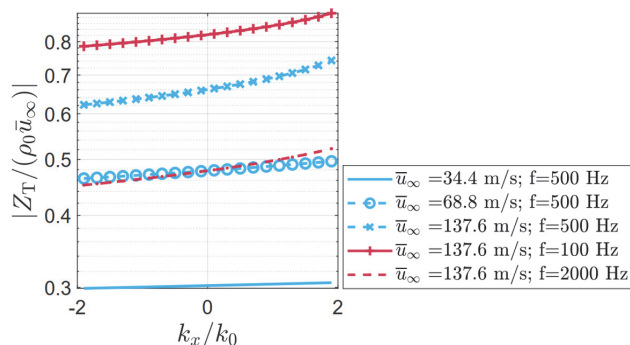 0.8
0.7
0.6
0.5
0.4
0.3
-2 -1 0 1 2
|Z_T/(ρ_0 ū_∞)|
k_x/k_0
ū_∞ =34.4 m/s; f=500 Hz
ū_∞ =68.8 m/s; f=500 Hz
ū_∞ =137.6 m/s; f=500 Hz
ū_∞ =137.6 m/s; f=100 Hz
ū_∞ =137.6 m/s; f=2000 Hz